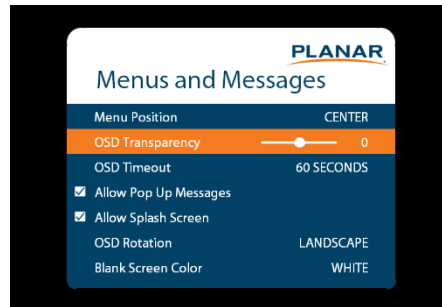 PLANAR
Menus and Messages
Menu Position CENTER
OSD Transparency 0
OSD Timeout 60 SECONDS
Allow Pop Up Messages
Allow Splash Screen
OSD Rotation LANDSCAPE
Blank Screen Color WHITE